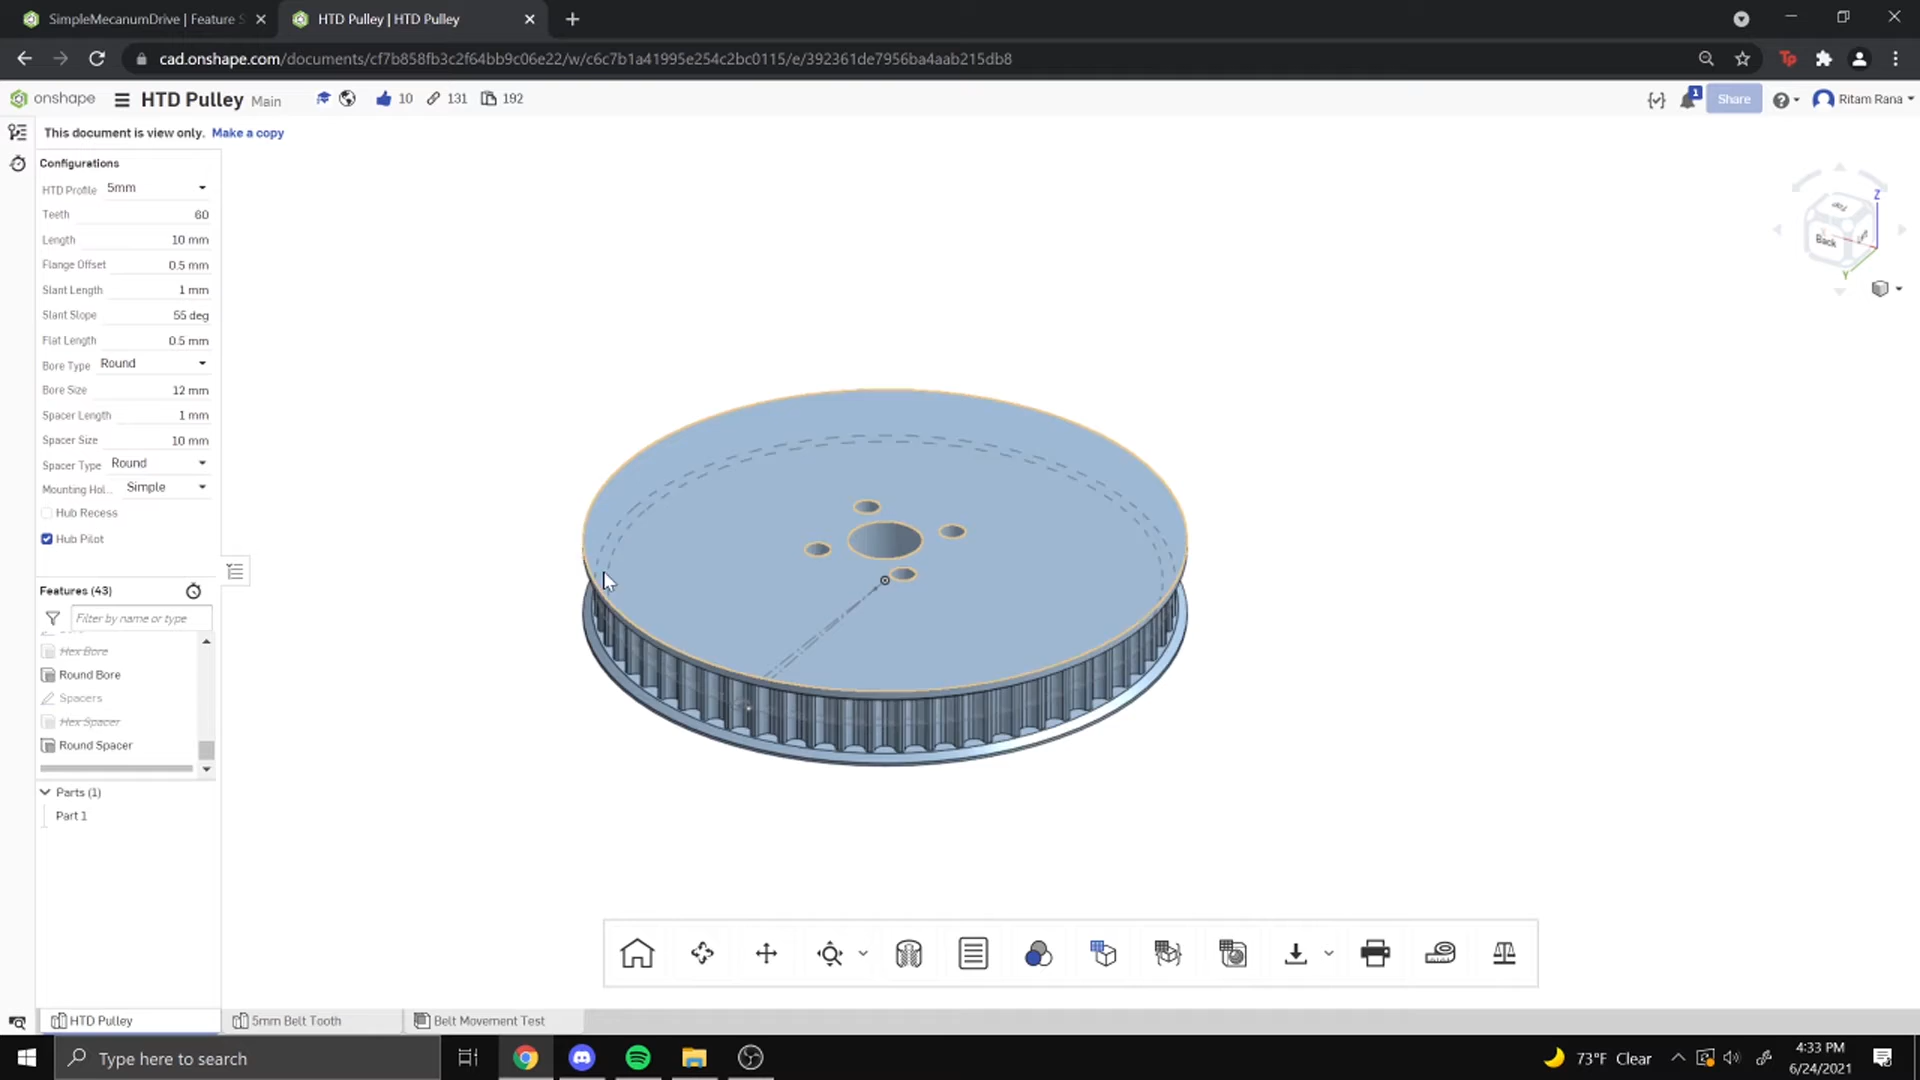 SimpleMecanumDrive | Feature S
HTD Pulley | HTD Pulley
cad.onshape.com/documents/cf7b858fb3c2f64bb9c06e22/w/c6c7b1a41995e254c2bc0115/e/392361de7956ba4aab215db8
Tp
onshape HTD Pulley Main 10 131 192
1 Share Ritam Rana
This document is view only. Make a copy
Configurations
HTD Profile 5mm
Teeth 60
Length 10 mm
Flange Offset 0.5 mm
Slant Length 1 mm
Slant Slope 55 deg
Flat Length 0.5 mm
Bore Type Round
Bore Size 12 mm
Spacer Length 1 mm
Spacer Size 10 mm
Spacer Type Round
Mounting Hol... Simple
Hub Recess
Hub Pilot
Features (43)
Filter by name or type
Hex Bore
Round Bore
Spacers
Hex Spacer
Round Spacer
Parts (1)
Part 1
Z
Top
Back
Y
HTD Pulley
5mm Belt Tooth
Belt Movement Test
Type here to search
73°F Clear
4:33 PM
6/24/2021